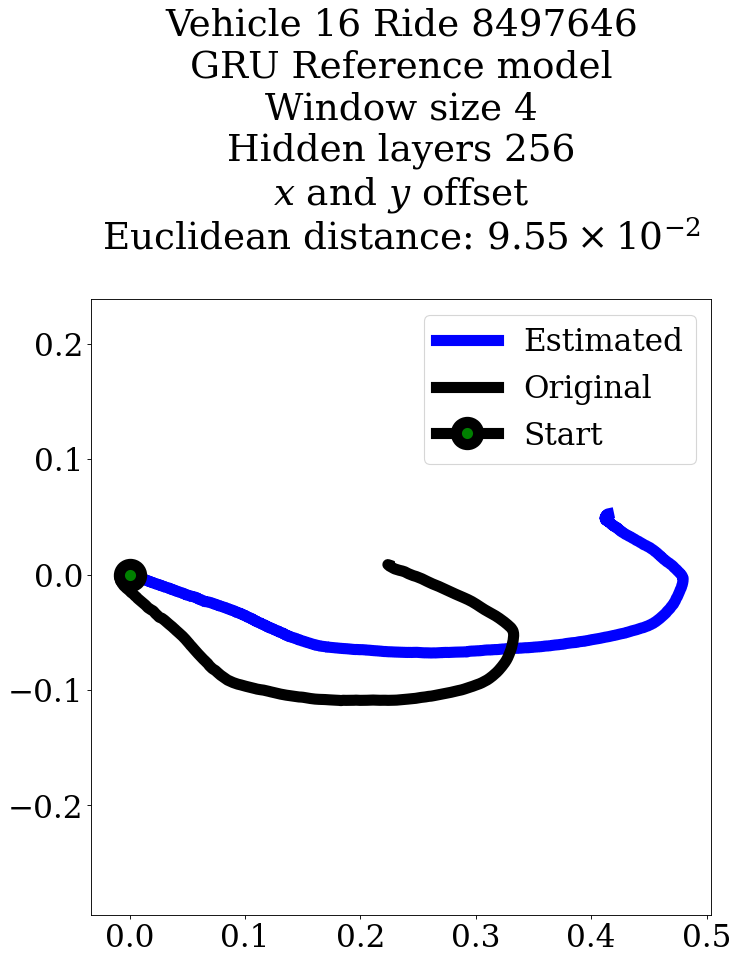 Vehicle 16 Ride 8497646
GRU Reference model
Window size 4
Hidden layers 256
x and y offset
Euclidean distance: 9.55 × 10⁻²
Estimated
Original
Start
0.2
0.1
0.0
−0.1
−0.2
0.0 0.1 0.2 0.3 0.4 0.5